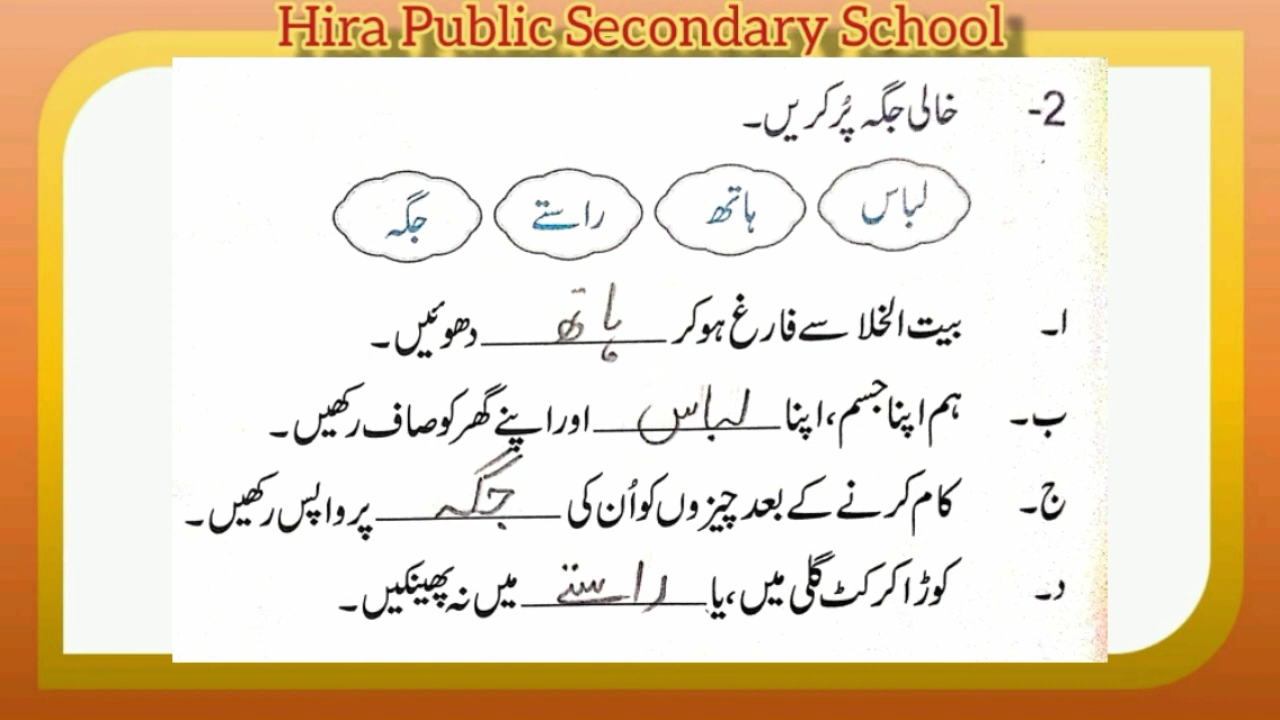 Hira Public Secondary School
2- خالی جگہ پُر کریں۔
لباس ہاتھ راستے جگہ
ا۔ بیت الخلا سے فارغ ہو کر ہاتھ دھوئیں۔
ب۔ ہم اپنا جسم، اپنا لباس اور اپنے گھر کو صاف رکھیں۔
ج۔ کام کرنے کے بعد چیزوں کو اُن کی جگہ پر واپس رکھیں۔
د۔ کوڑا کرکٹ گلی میں، یا راستے میں نہ پھینکیں۔